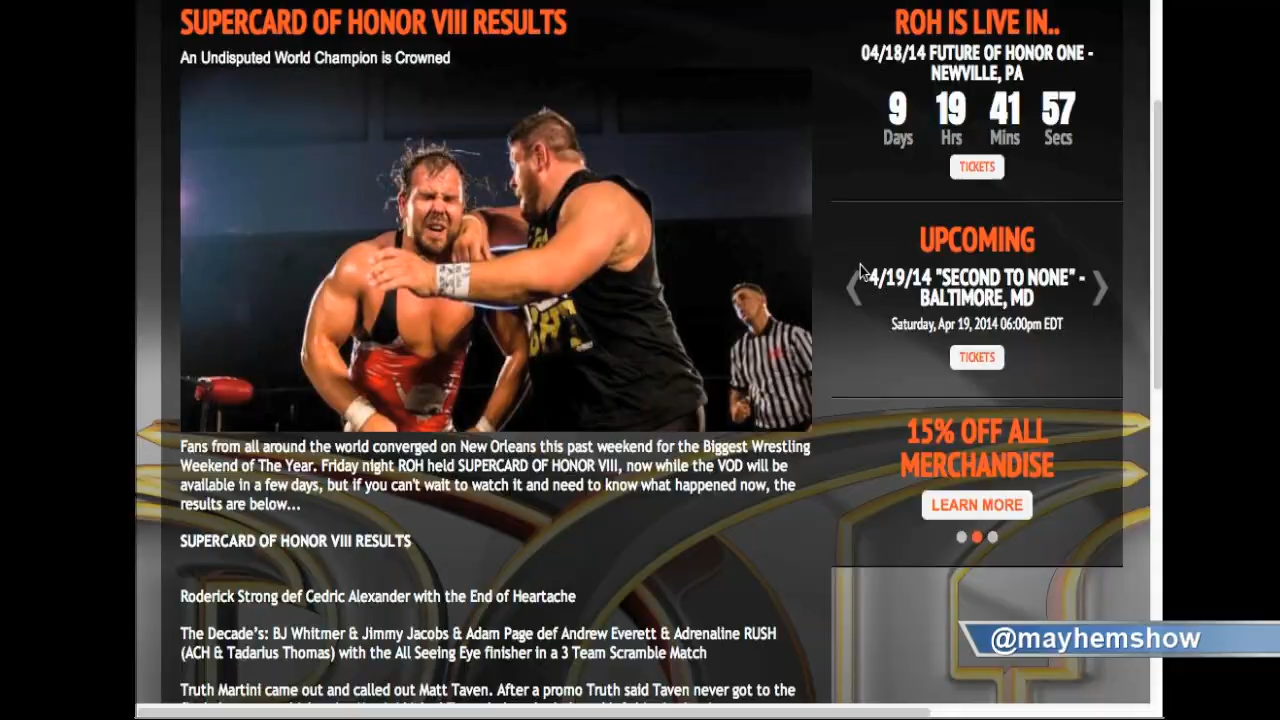 SUPERCARD OF HONOR VIII RESULTS
An Undisputed World Champion is Crowned
Fans from all around the world converged on New Orleans this past weekend for the Biggest Wrestling
Weekend of The Year. Friday night ROH held SUPERCARD OF HONOR VIII, now while the VOD will be
available in a few days, but if you can't wait to watch it and need to know what happened now, the
results are below...
SUPERCARD OF HONOR VIII RESULTS
Roderick Strong def Cedric Alexander with the End of Heartache
The Decade's: BJ Whitmer & Jimmy Jacobs & Adam Page def Andrew Everett & Adrenaline RUSH
(ACH & Tadarius Thomas) with the All Seeing Eye finisher in a 3 Team Scramble Match
Truth Martini came out and called out Matt Taven. After a promo Truth said Taven never got to the
ROH IS LIVE IN..
04/18/14 FUTURE OF HONOR ONE -
NEWVILLE, PA
9 19 41 57
Days Hrs Mins Secs
TICKETS
UPCOMING
4/19/14 "SECOND TO NONE" -
BALTIMORE, MD
Saturday, Apr 19, 2014 06:00pm EDT
TICKETS
15% OFF ALL
MERCHANDISE
LEARN MORE
@mayhemshow